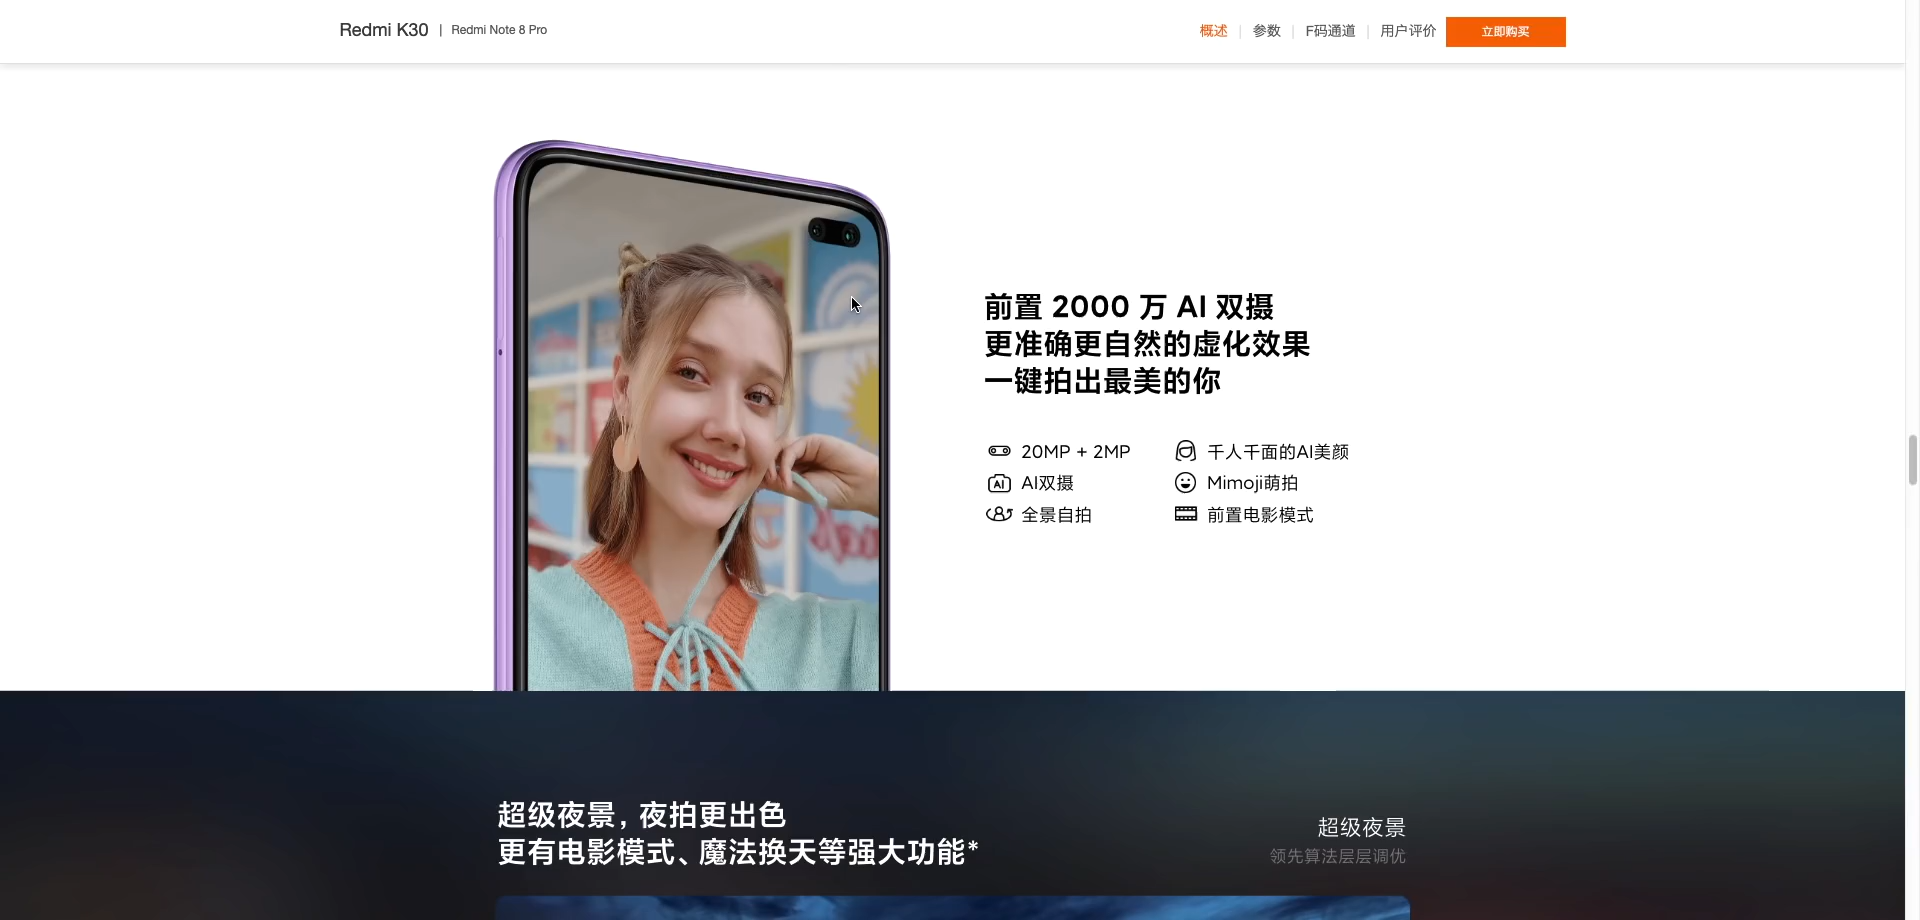 Redmi K30 | Redmi Note 8 Pro
概述 | 参数 | F码通道 | 用户评价 立即购买
前置 2000 万 AI 双摄
更准确更自然的虚化效果
一键拍出最美的你
20MP + 2MP 千人千面的AI美颜
AI双摄 Mimoji萌拍
全景自拍 前置电影模式
超级夜景，夜拍更出色
更有电影模式、魔法换天等强大功能*
超级夜景
领先算法层层调优